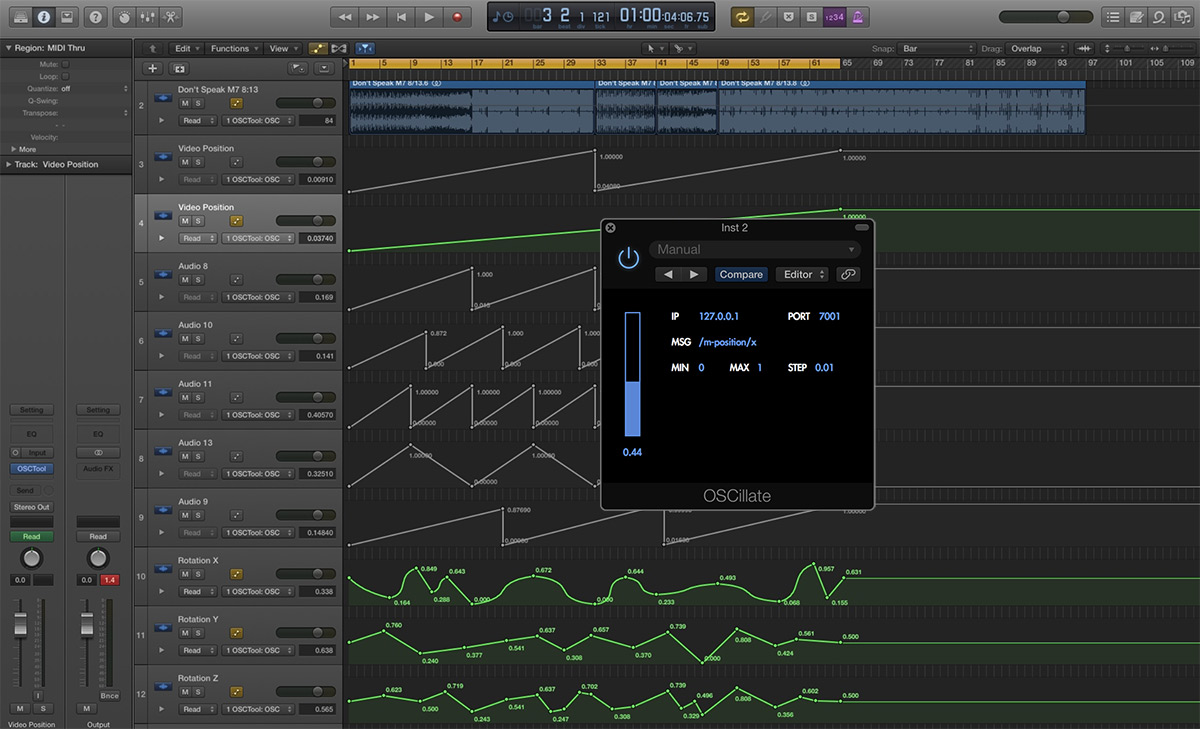 3 2 1 121 01:00:04:06.75
bar beat div tick
1234
Region: MIDI Thru
Edit Functions View
Snap: Bar Drag: Overlap
Mute:
Loop:
Quantize: off
Q-Swing:
Transpose:
Velocity:
More
Track: Video Position
1 5 9 13 17 21 25 29 33 37 41 45 49 53 57 61 65 69 73 77 81 85 89 93 97 101 105 109
2 Don't Speak M7 8:13
M S
Read 1 OSCTool: OSC 84
Don't Speak M7 8/13.6 Don't Speak M7 Don't Speak M7 Don't Speak M7 8/13.8
3 Video Position
M S
Read 1 OSCTool: OSC 0.00910
1.00000 0.04080 1.00000
4 Video Position
M S
Read 1 OSCTool: OSC 0.03740
1.00000
5 Audio 8
M S
Read 1 OSCTool: OSC 0.169
1.000 0.015
6 Audio 10
M S
Read 1 OSCTool: OSC 0.141
0.872 1.000 1.000
0.000 0.000 0.000
7 Audio 11
M S
Read 1 OSCTool: OSC 0.40570
1.00000 1.00000 1.00000
0.00000 0.00000 0.00000
8 Audio 13
M S
Read 1 OSCTool: OSC 0.32510
1.00000 1.00000
0.00000
9 Audio 9
M S
Read 1 OSCTool: OSC 0.14840
0.87690 1.00000
0.00000 0.01690
10 Rotation X
M S
Read 1 OSCTool: OSC 0.338
0.164 0.849 0.288 0.643 0.000 0.672 0.000 0.644 0.233 0.493 0.068 0.957 0.155 0.631
11 Rotation Y
M S
Read 1 OSCTool: OSC 0.638
0.760 0.240 0.377 0.541 0.637 0.308 0.657 0.370 0.739 0.000 0.808 0.424 0.561 0.500
12 Rotation Z
M S
Read 1 OSCTool: OSC 0.565
0.623 0.500 0.719 0.243 0.541 0.637 0.247 0.702 0.308 0.739 0.329 0.496 0.808 0.356 0.602 0.500
Inst 2
Manual
Compare Editor
IP 127.0.0.1 PORT 7001
MSG /m-position/x
MIN 0 MAX 1 STEP 0.01
0.44
OSCillate
Setting Setting
EQ EQ
Input
OSCTool Audio FX
Send
Stereo Out
Read Read
0.0 0.0 1.4
I Bnce
M S M
Video Position Output